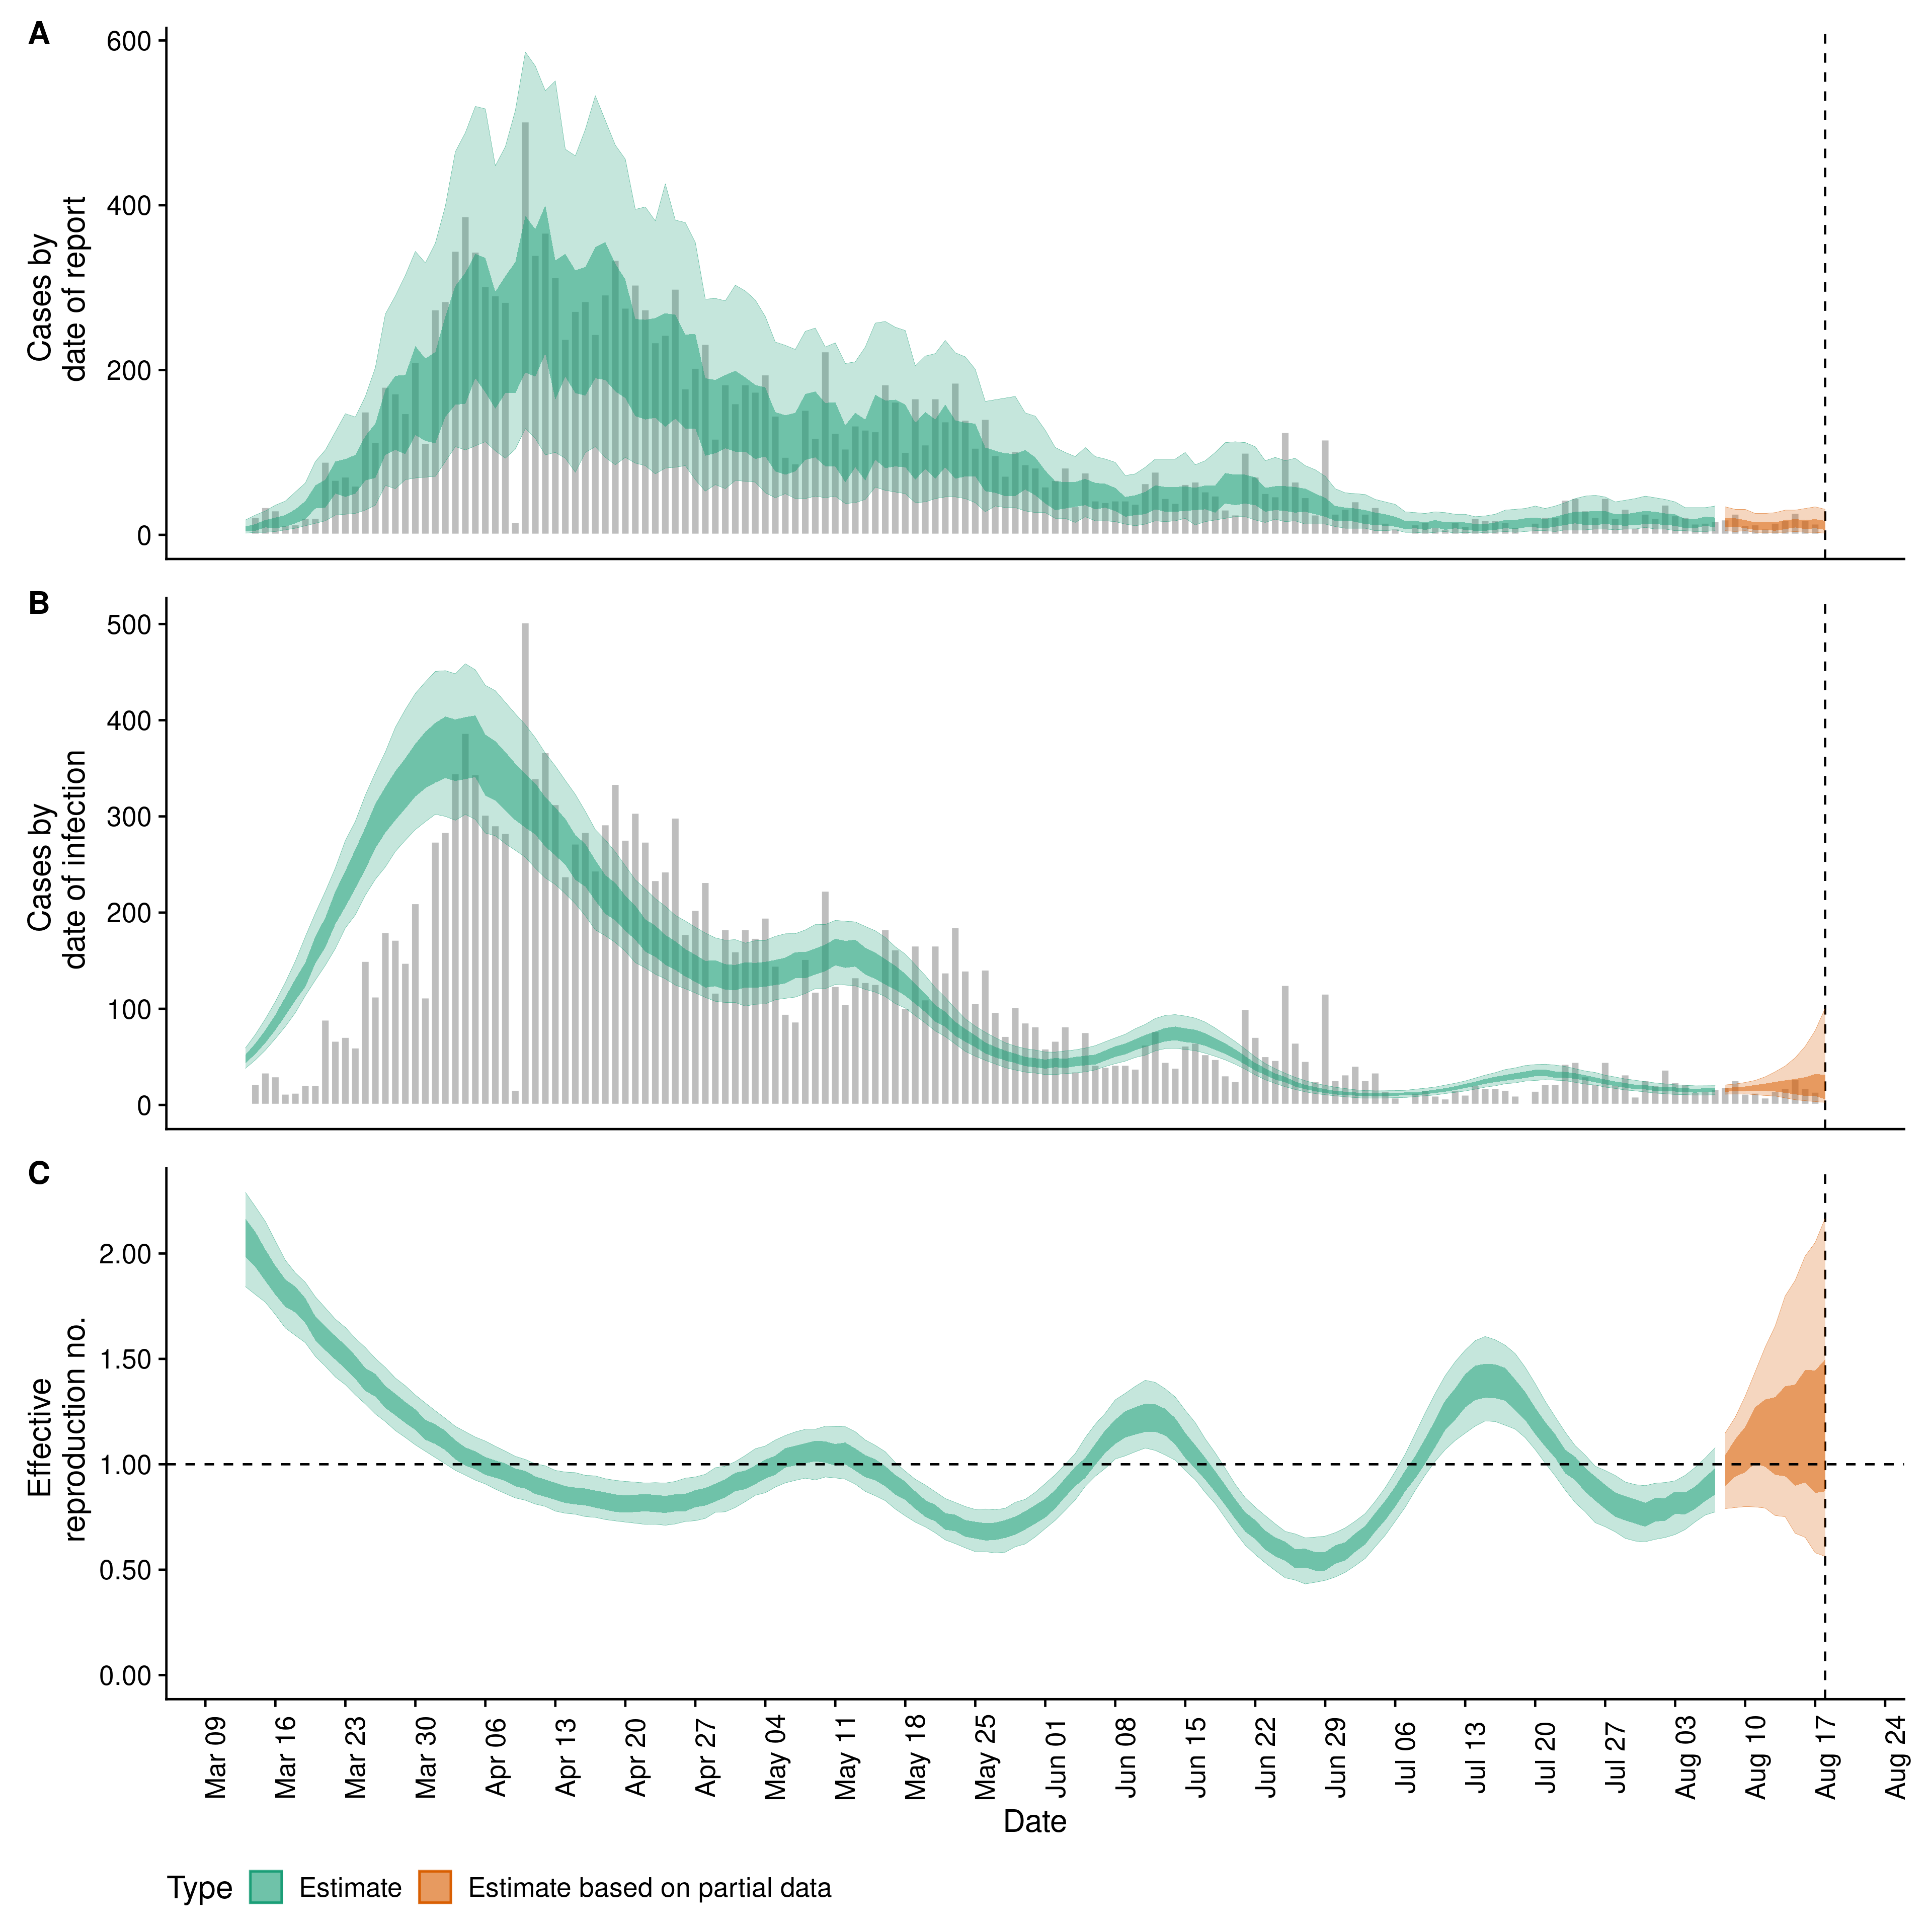 A
600
400
200
0
Cases by
date of report
B
500
400
300
200
100
0
Cases by
date of infection
C
2.00
1.50
1.00
0.50
0.00
Effective
reproduction no.
Mar 09
Mar 16
Mar 23
Mar 30
Apr 06
Apr 13
Apr 20
Apr 27
May 04
May 11
May 18
May 25
Jun 01
Jun 08
Jun 15
Jun 22
Jun 29
Jul 06
Jul 13
Jul 20
Jul 27
Aug 03
Aug 10
Aug 17
Aug 24
Date
Type Estimate Estimate based on partial data